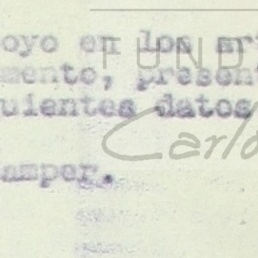 oyo en los ar
FUND
mento, present
uientes datos
Carlo
amper.